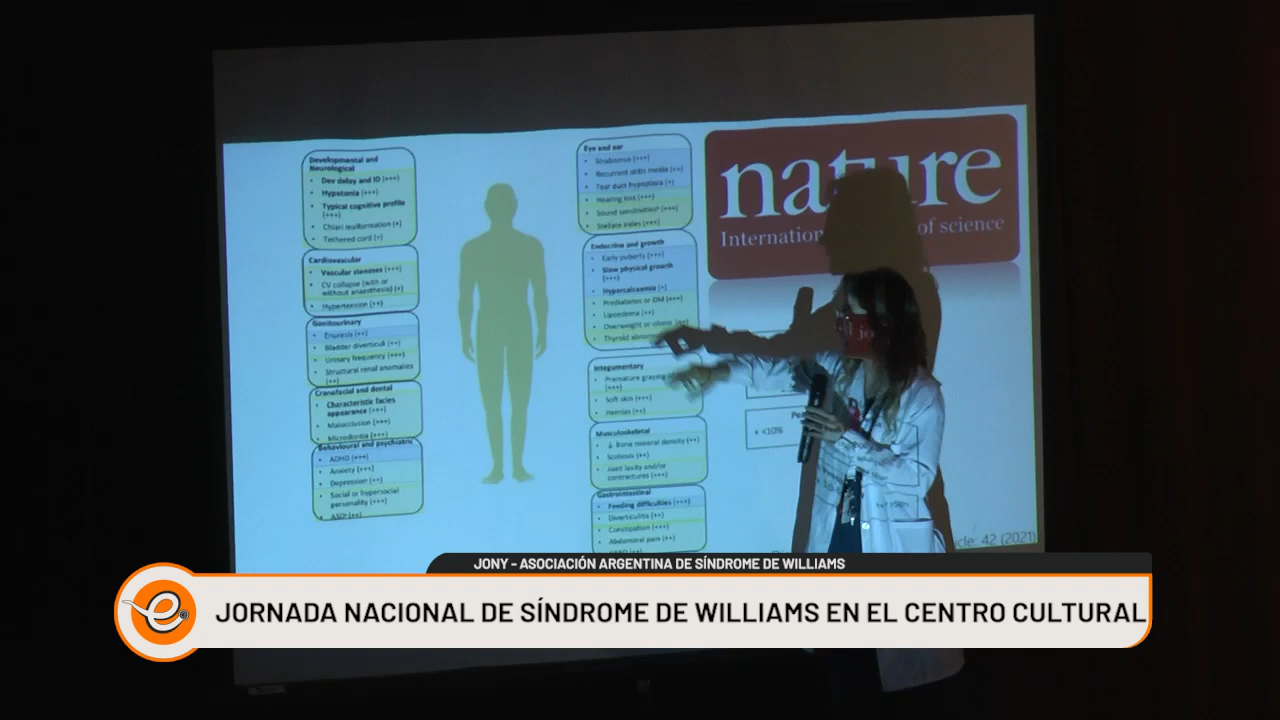 Developmental and
Neurological
• Dev delay and ID (+++)
• Hypotonia (+++)
• Typical cognitive profile
(+++)
• Chiari malformation (+)
• Tethered cord (+)
Cardiovascular
• Vascular stenoses (+++)
• CV collapse (with or
without anaesthesia) (+)
• Hypertension (++)
Genitourinary
• Enuresis (++)
• Bladder diverticuli (++)
• Urinary frequency (+++)
• Structural renal anomalies
(++)
Craniofacial and dental
• Characteristic facies
appearance (+++)
• Malocclusion (+++)
• Microdontia (+++)
Behavioural and psychiatric
• ADHD (+++)
• Anxiety (+++)
• Depression (++)
• Social or hypersocial
personality (+++)
• ASD (++)
Eye and ear
• Strabismus (+++)
• Recurrent otitis media (++)
• Tear duct hypoplasia (+)
• Hearing loss (+++)
• Sound sensitivities* (+++)
• Stellate irides (+++)
Endocrine and growth
• Early puberty (+++)
• Slow physical growth
(+++)
• Hypercalcaemia (+)
• Prediabetes or DM (+++)
• Lipoedema (++)
• Overweight or obese (++)
• Thyroid
Integumentary
• Premature graying
(+++)
• Soft skin (+++)
• Hernias (++)
Musculoskeletal
• ↓ Bone mineral density (++)
• Scoliosis (++)
• Joint laxity and/or
contractures (+++)
Gastrointestinal
• Feeding difficulties (+++)
• Diverticulitis (++)
• Constipation (+++)
• Abdominal pain (++)
nature
International of science
+ <10%
42 (2021)
JONY - ASOCIACIÓN ARGENTINA DE SÍNDROME DE WILLIAMS
JORNADA NACIONAL DE SÍNDROME DE WILLIAMS EN EL CENTRO CULTURAL